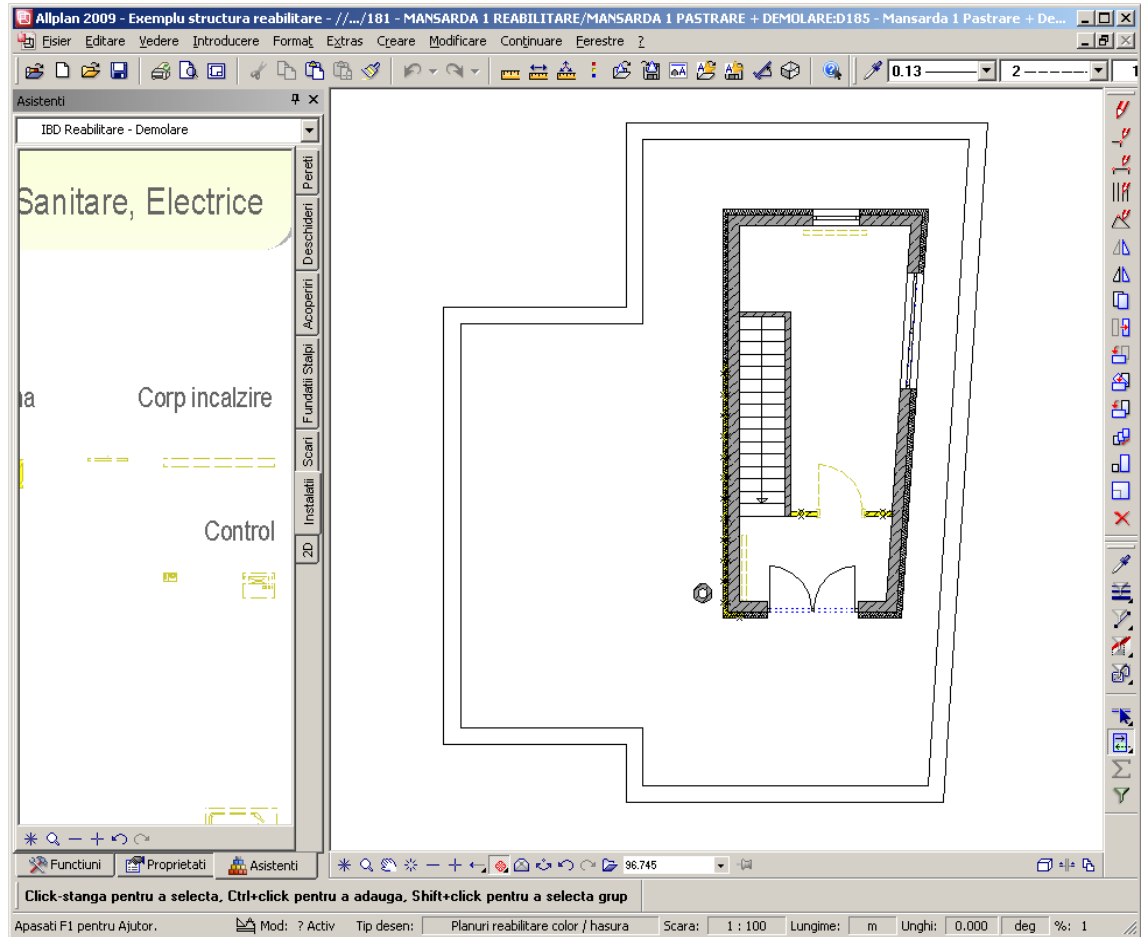 Allplan 2009 - Exemplu structura reabilitare - //.../181 - MANSARDA 1 REABILITARE/MANSARDA 1 PASTRARE + DEMOLARE:D185 - Mansarda 1 Pastrare + De...
Fisier Editare Vedere Introducere Format Extras Creare Modificare Continuare Ferestre ?
0.13 2 1
Asistenti
IBD Reabilitare - Demolare
Sanitare, Electrice
Pereti
Deschideri
Acoperiri
Fundatii Stalpi
Scari
Instalatii
2D
na Corp incalzire
Control
Functiuni Proprietati Asistenti
96.745
Click-stanga pentru a selecta, Ctrl+click pentru a adauga, Shift+click pentru a selecta grup
Apasati F1 pentru Ajutor. Mod: ? Activ Tip desen: Planuri reabilitare color / hasura Scara: 1 : 100 Lungime: m Unghi: 0.000 deg %: 1